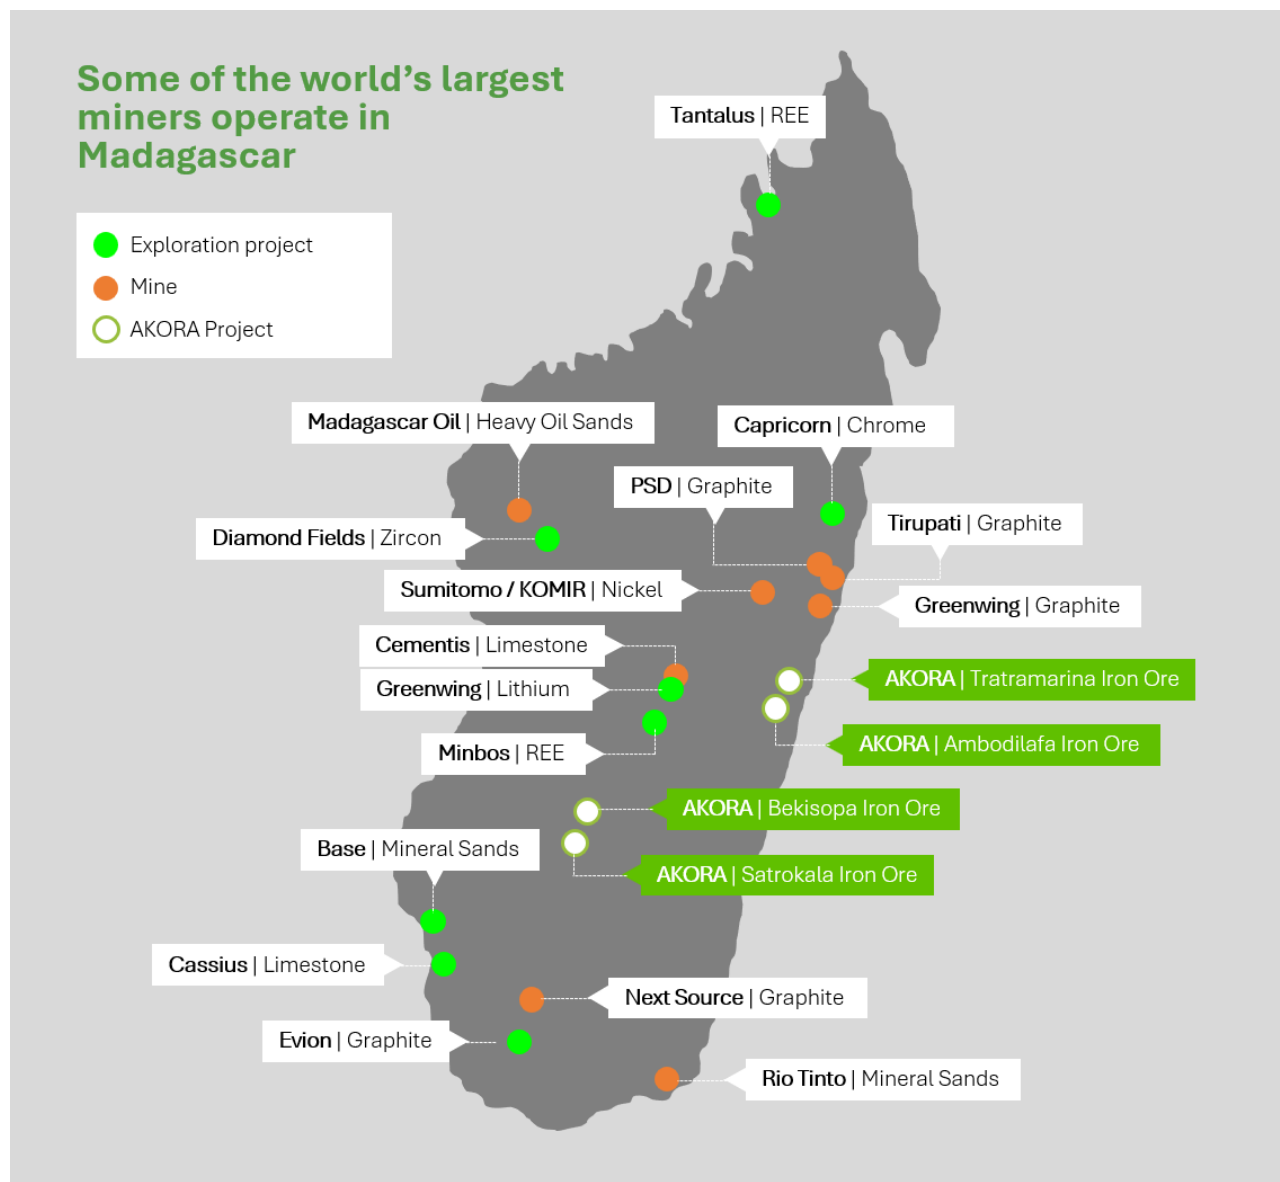 Some of the world’s largest
miners operate in
Madagascar
Exploration project
Mine
AKORA Project
Tantalus | REE
Madagascar Oil | Heavy Oil Sands
Capricorn | Chrome
PSD | Graphite
Tirupati | Graphite
Diamond Fields | Zircon
Sumitomo / KOMIR | Nickel
Greenwing | Graphite
Cementis | Limestone
Greenwing | Lithium
AKORA | Tratramarina Iron Ore
Minbos | REE
AKORA | Ambodilafa Iron Ore
AKORA | Bekisopa Iron Ore
Base | Mineral Sands
AKORA | Satrokala Iron Ore
Cassius | Limestone
Next Source | Graphite
Evion | Graphite
Rio Tinto | Mineral Sands